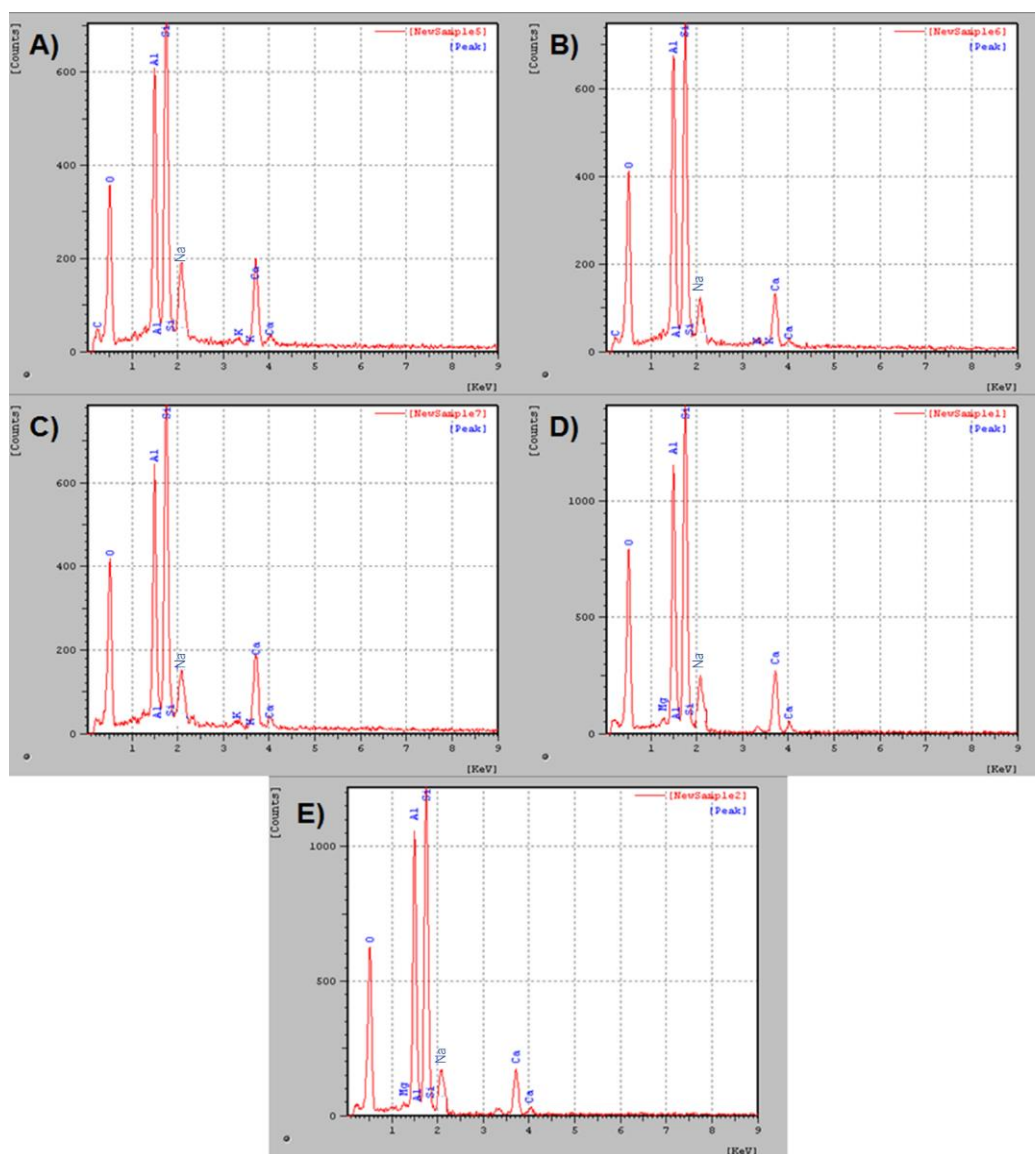 A)
[Counts]
[NewSample5]
[Peak]
Si
Al
600
400
O
200
Na
Ca
C
Al
Si
K
K
Ca
0
1 2 3 4 5 6 7 8 9
[KeV]
B)
[Counts]
[NewSample6]
[Peak]
Si
Al
600
O
400
200
Na
Ca
C
Al
Si
K
K
Ca
0
1 2 3 4 5 6 7 8 9
[KeV]
C)
[Counts]
[NewSample7]
[Peak]
Si
Al
600
O
400
200
Na
Ca
Al
Si
K
K
Ca
0
1 2 3 4 5 6 7 8 9
[KeV]
D)
[Counts]
[NewSample1]
[Peak]
Si
Al
1000
O
500
Na
Ca
Mg
Al
Si
Ca
0
1 2 3 4 5 6 7 8 9
[KeV]
E)
[Counts]
[NewSample2]
[Peak]
Si
Al
1000
O
500
Na
Ca
Mg
Al
Si
Ca
0
1 2 3 4 5 6 7 8 9
[KeV]